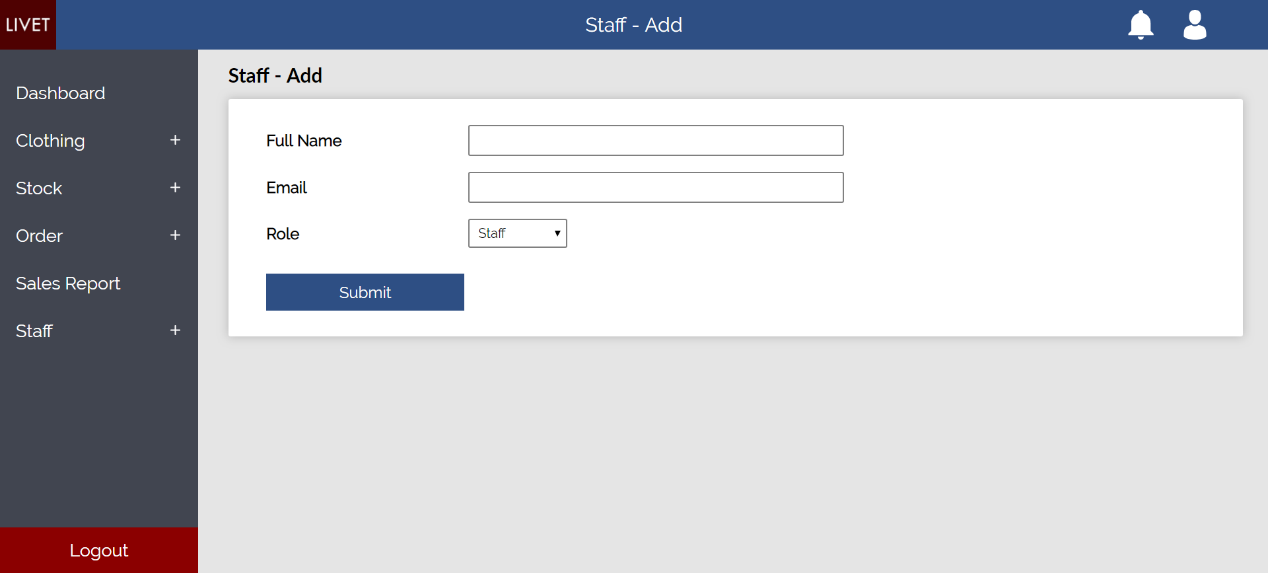 LIVET
Staff - Add
Staff - Add
Dashboard
Clothing +
Stock +
Order +
Sales Report
Staff +
Logout
Full Name
Email
Role Staff
Submit